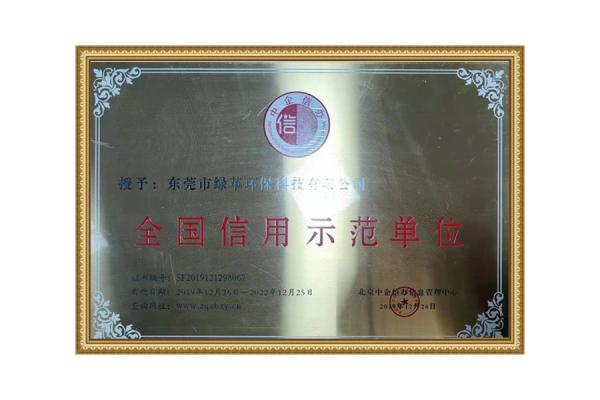 中企信办
信
授予：东莞市绿革环保科技有限公司
全国信用示范单位
证书编号：SF2019121298067
有效日期：2019年12月26日—2022年12月25日
查询网址：www.zqxbxy.cn
北京中企信办信息管理中心
2019年12月26日